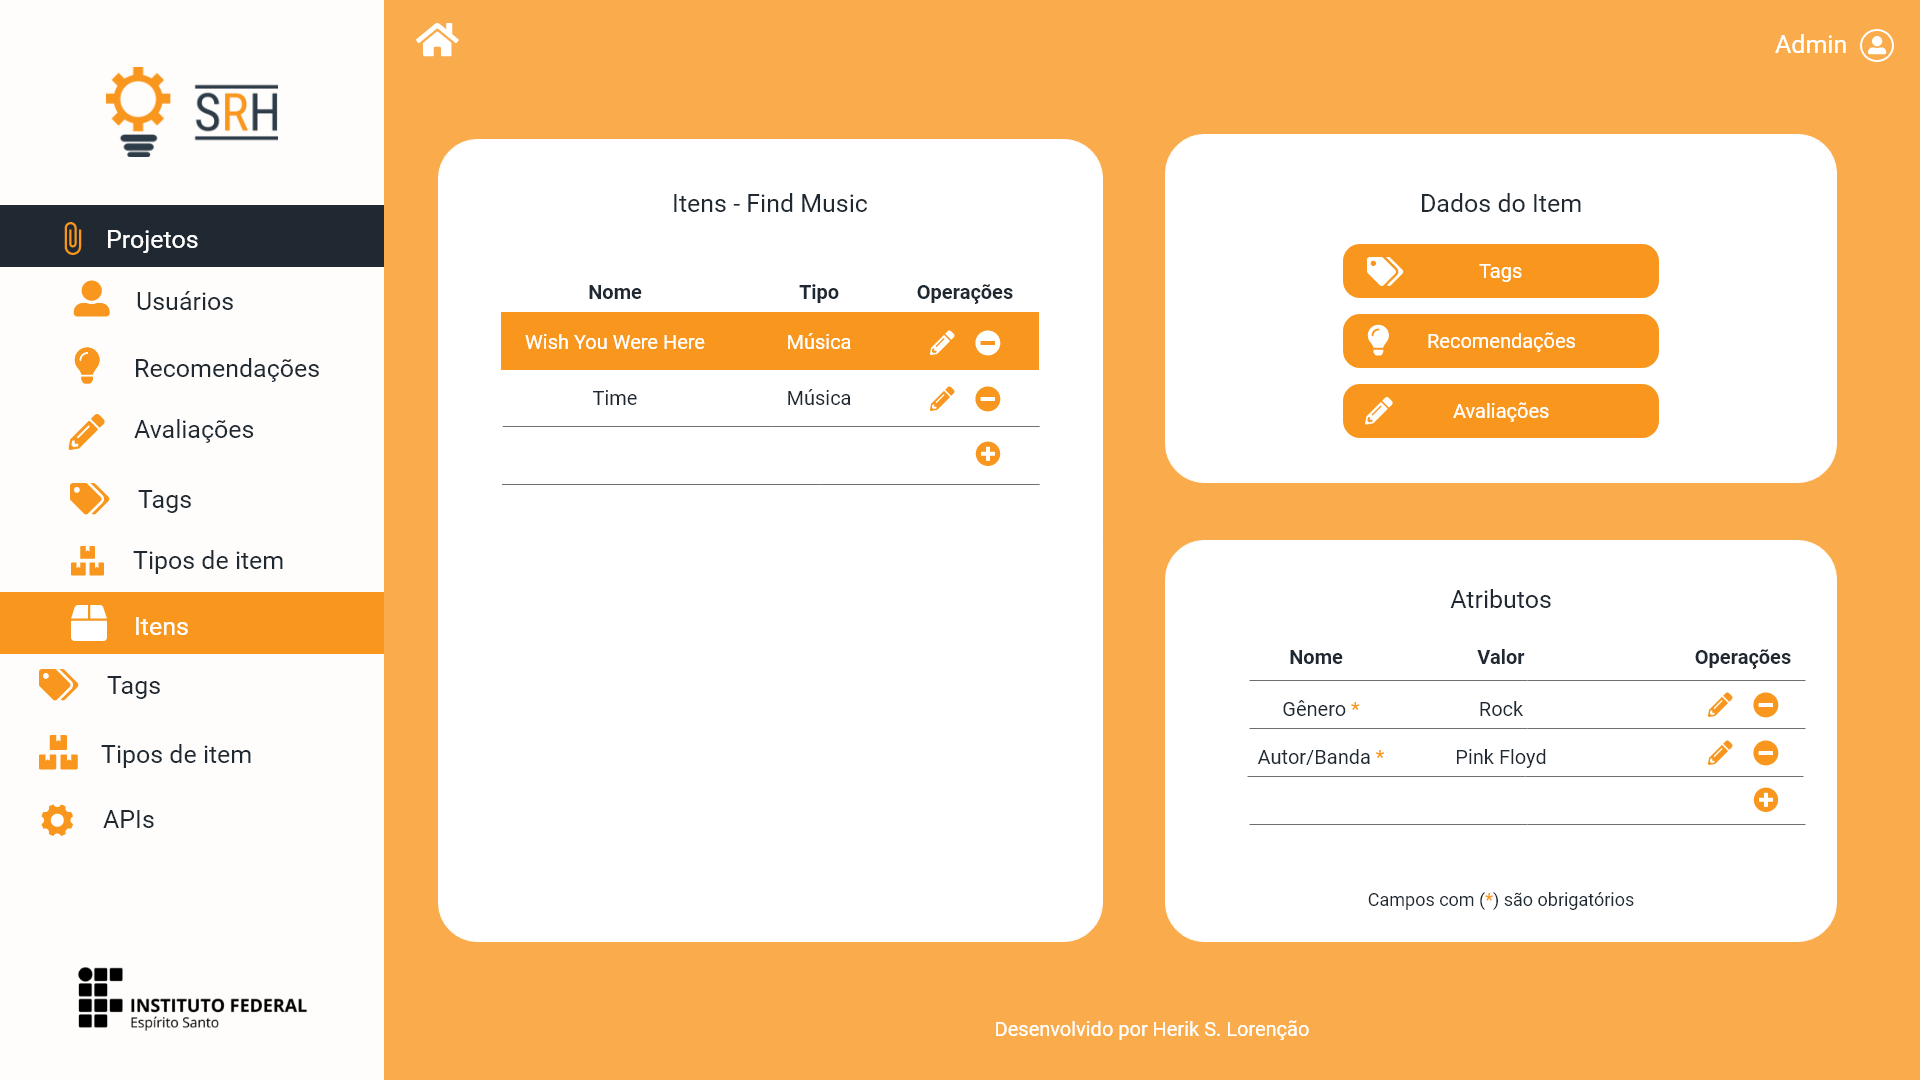 SRH
Projetos
Usuários
Recomendações
Avaliações
Tags
Tipos de item
Itens
Tags
Tipos de item
APIs
INSTITUTO FEDERAL
Espírito Santo
Admin
Itens - Find Music
Nome Tipo Operações
Wish You Were Here Música
Time Música
Dados do Item
Tags
Recomendações
Avaliações
Atributos
Nome Valor Operações
Gênero * Rock
Autor/Banda * Pink Floyd
Campos com (*) são obrigatórios
Desenvolvido por Herik S. Lorenção